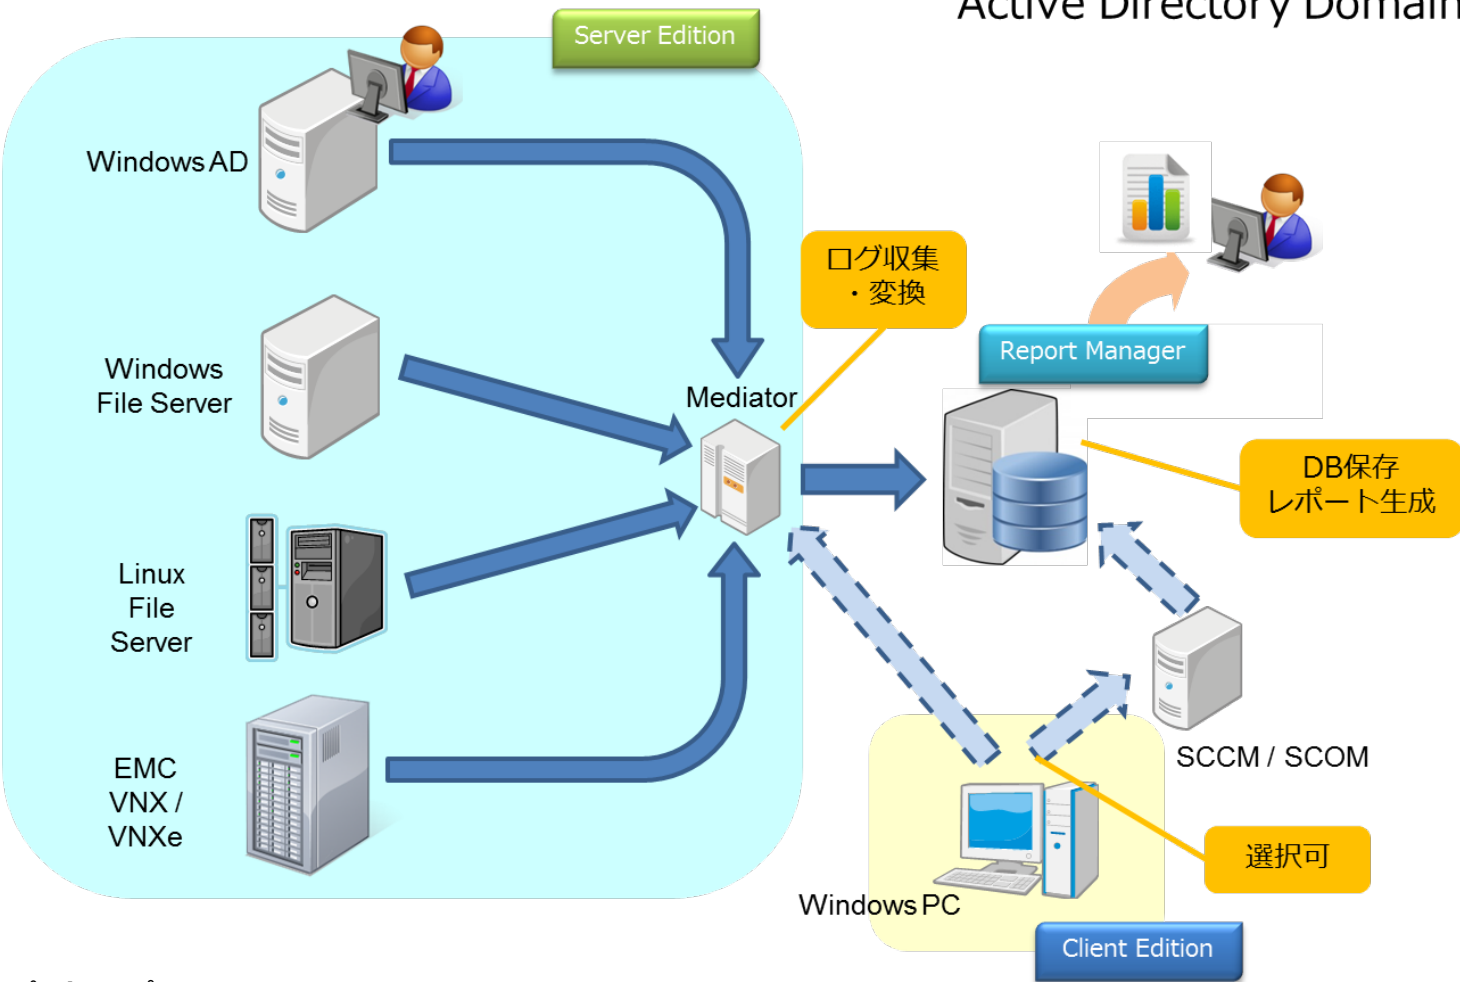 Active Directory Domain
Server Edition
Windows AD
ログ収集
・変換
Report Manager
Windows
File Server
Mediator
DB保存
レポート生成
Linux
File
Server
EMC
VNX /
VNXe
SCCM / SCOM
選択可
Windows PC
Client Edition